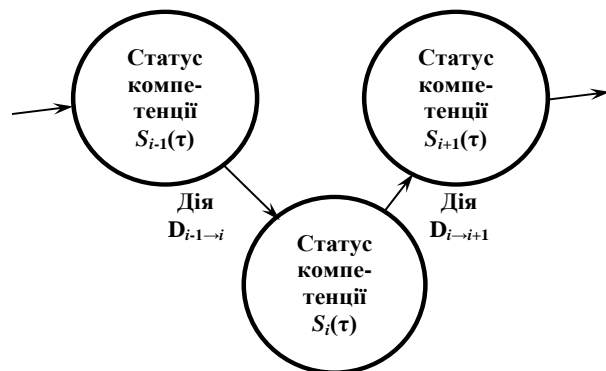 Статус
компе-
тенції
S_{i-1}(τ)
Статус
компе-
тенції
S_{i+1}(τ)
Дія
D_{i-1→i}
Дія
D_{i→i+1}
Статус
компе-
тенції
S_i(τ)